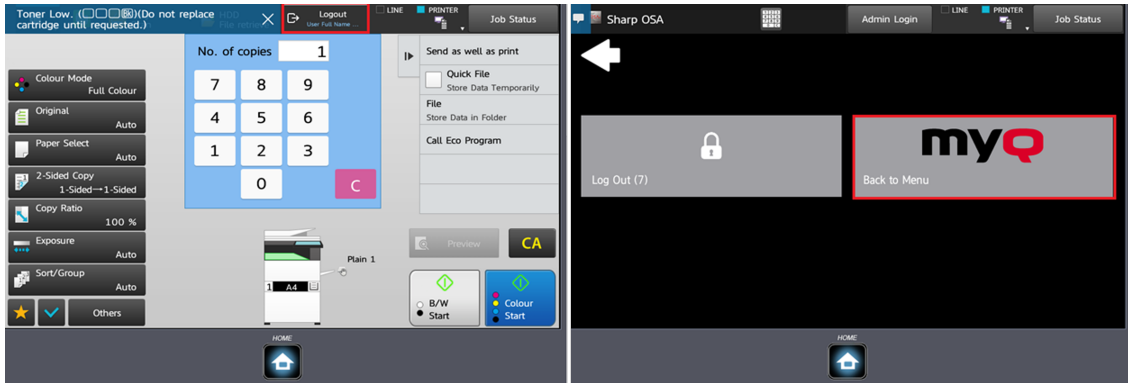 Toner Low. (Bk)(Do not replace
cartridge until requested.)
HDD
File retrie
Logout
User Full Name ...
LINE
PRINTER
Job Status
No. of copies
1
7
8
9
4
5
6
1
2
3
0
C
Colour Mode
Full Colour
Original
Auto
Paper Select
Auto
2-Sided Copy
1-Sided→1-Sided
Copy Ratio
100 %
Exposure
Auto
Sort/Group
Auto
Others
Send as well as print
Quick File
Store Data Temporarily
File
Store Data in Folder
Call Eco Program
Plain 1
1
A4
Preview
CA
B/W
Start
Colour
Start
HOME
Sharp OSA
Admin Login
LINE
PRINTER
Job Status
Log Out (7)
myQ
Back to Menu
HOME